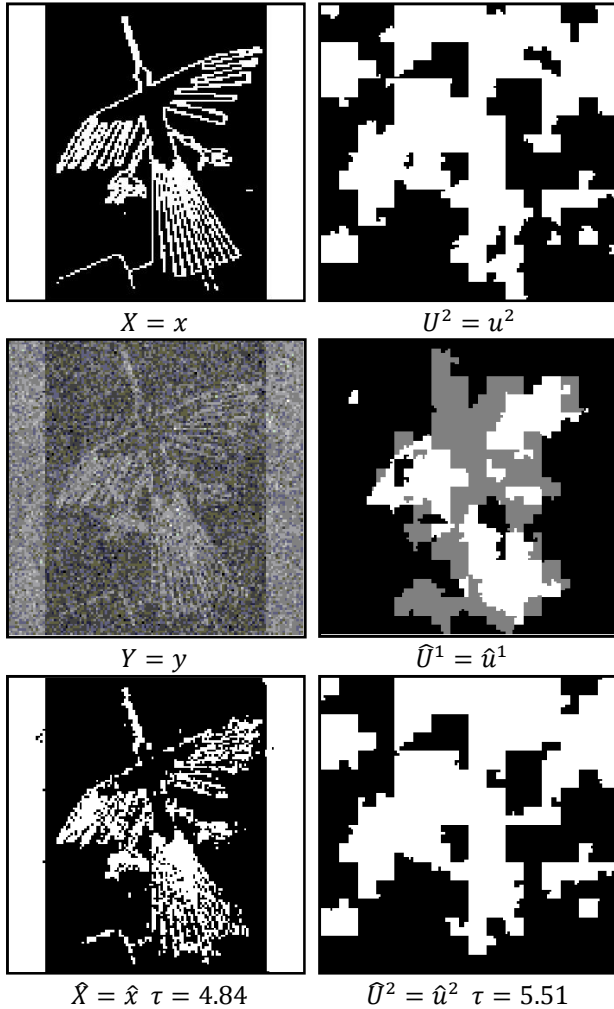 X = x
U² = u²
Y = y
Û¹ = û¹
X̂ = x̂ τ = 4.84
Û² = û² τ = 5.51